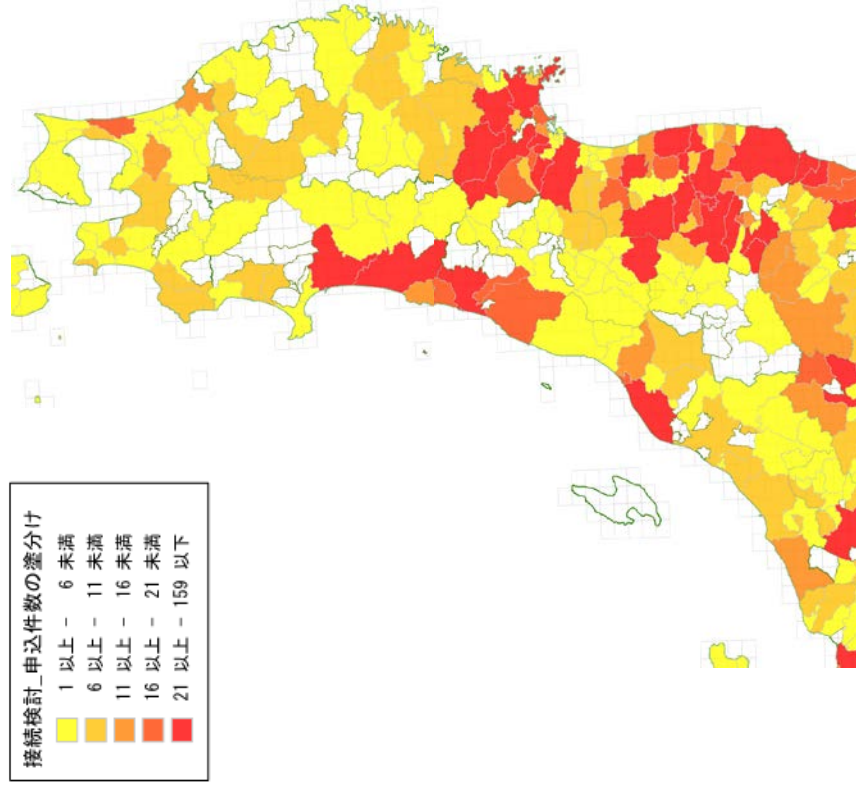 接続検討_申込件数の塗分け
1 以上 - 6 未満
6 以上 - 11 未満
11 以上 - 16 未満
16 以上 - 21 未満
21 以上 - 159 以下